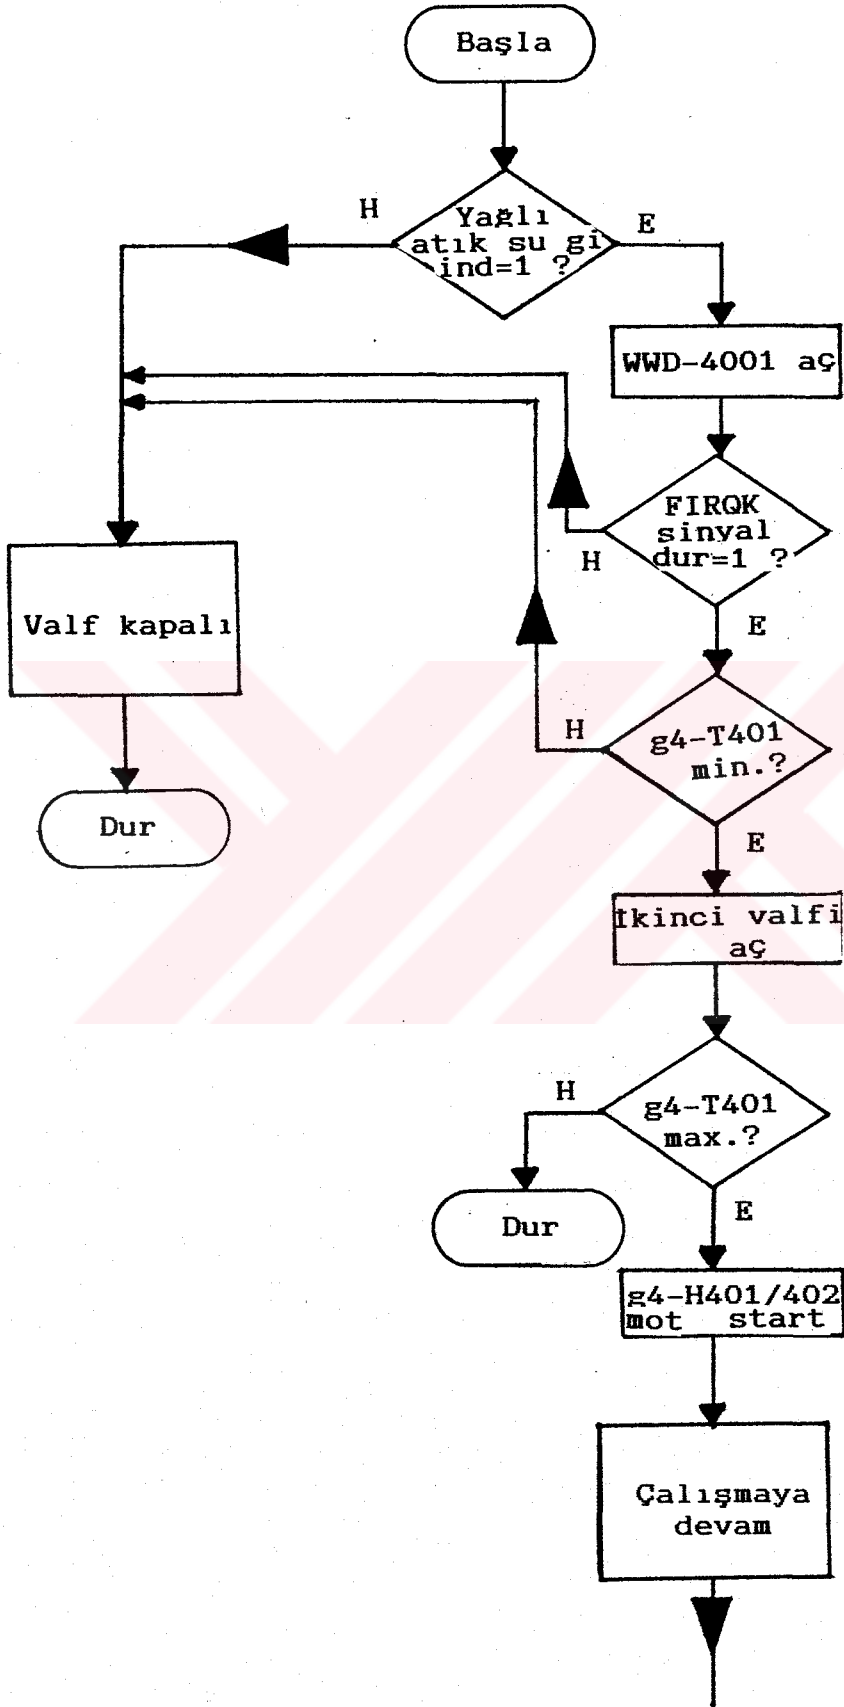 Başla
H
Yağlı
atık su gi
ind=1 ?
E
WWD-4001 aç
FIRQK
sinyal
dur=1 ?
H
E
Valf kapalı
g4-T401
min.?
H
E
Dur
Ikinci valfi
aç
g4-T401
max.?
H
E
Dur
g4-H401/402
mot start
Çalışmaya
devam